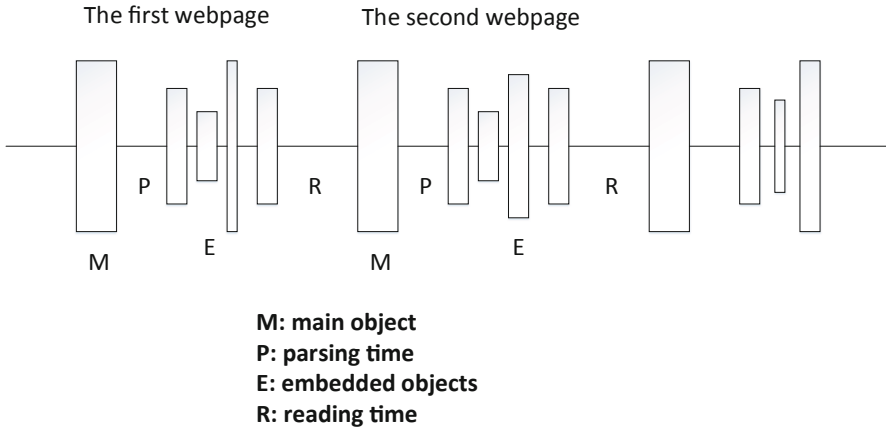 The first webpage
The second webpage
P
R
P
R
E
E
M
M
M: main object
P: parsing time
E: embedded objects
R: reading time